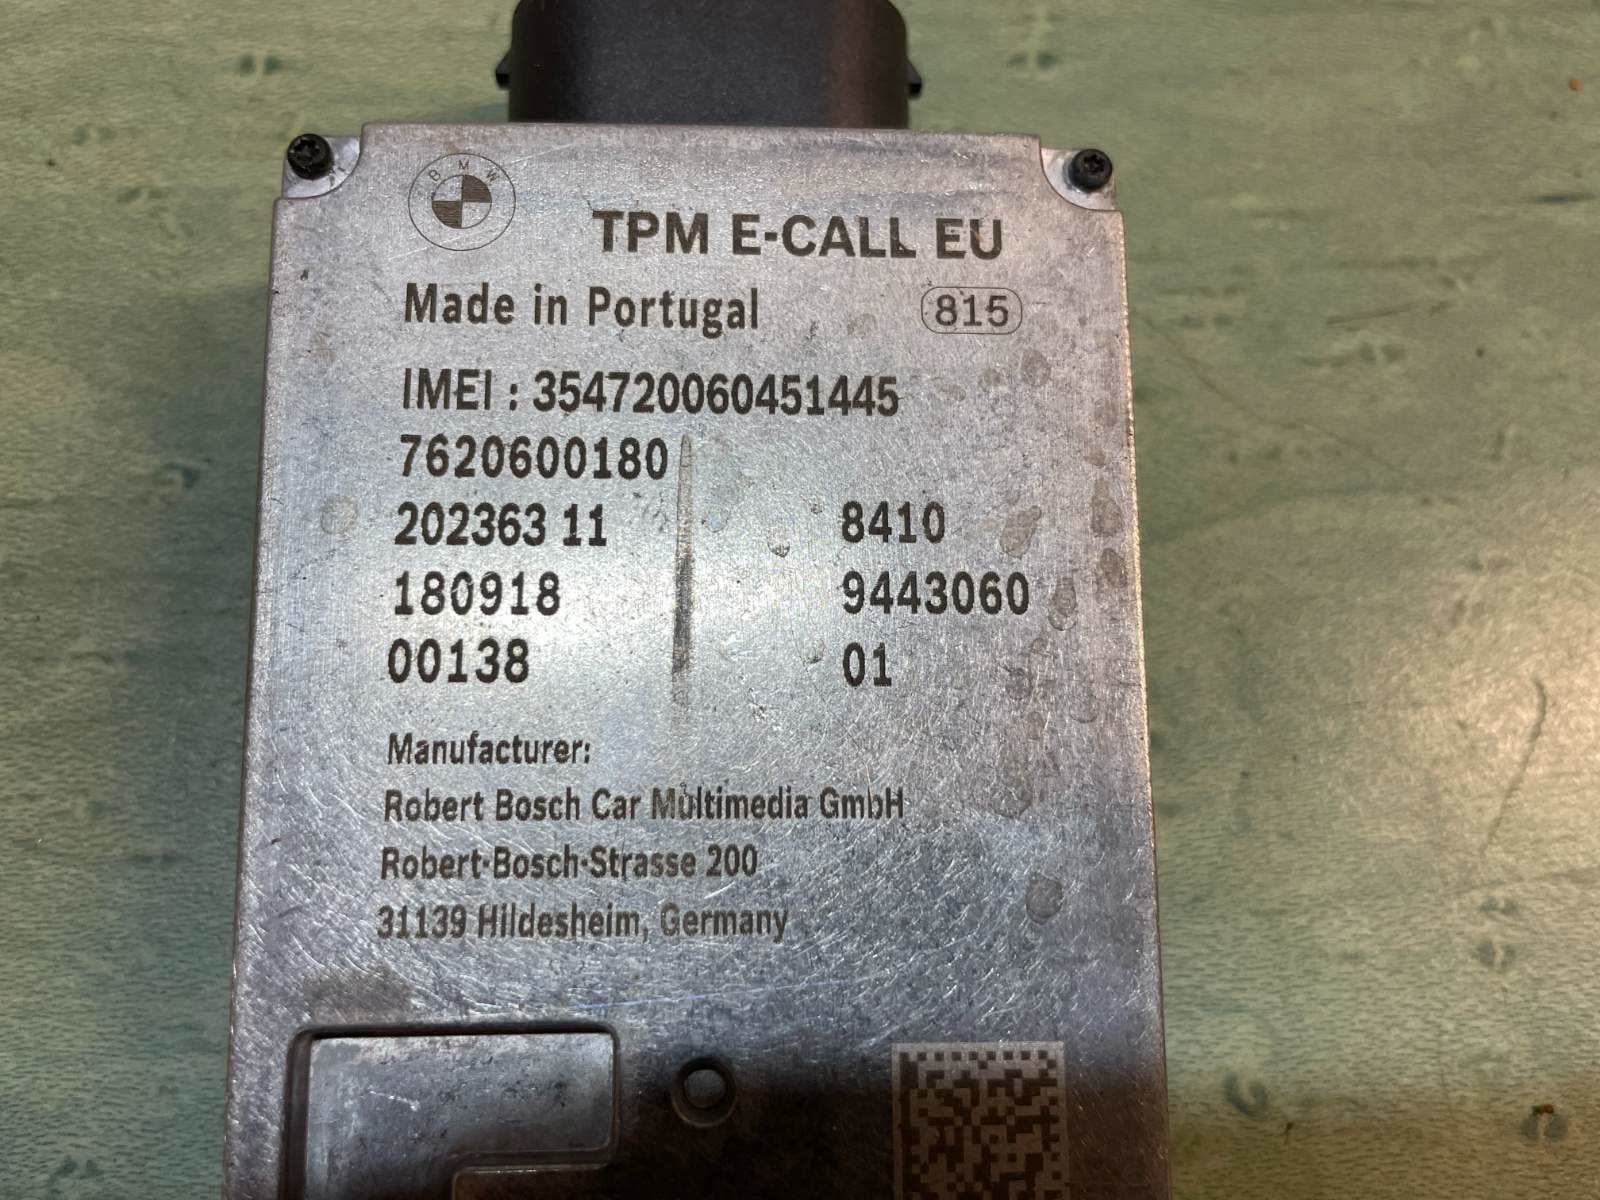 BMW
TPM E-CALL EU
Made in Portugal 815
IMEI : 354720060451445
7620600180
202363 11 8410
180918 9443060
00138 01
Manufacturer:
Robert Bosch Car Multimedia GmbH
Robert-Bosch-Strasse 200
31139 Hildesheim, Germany